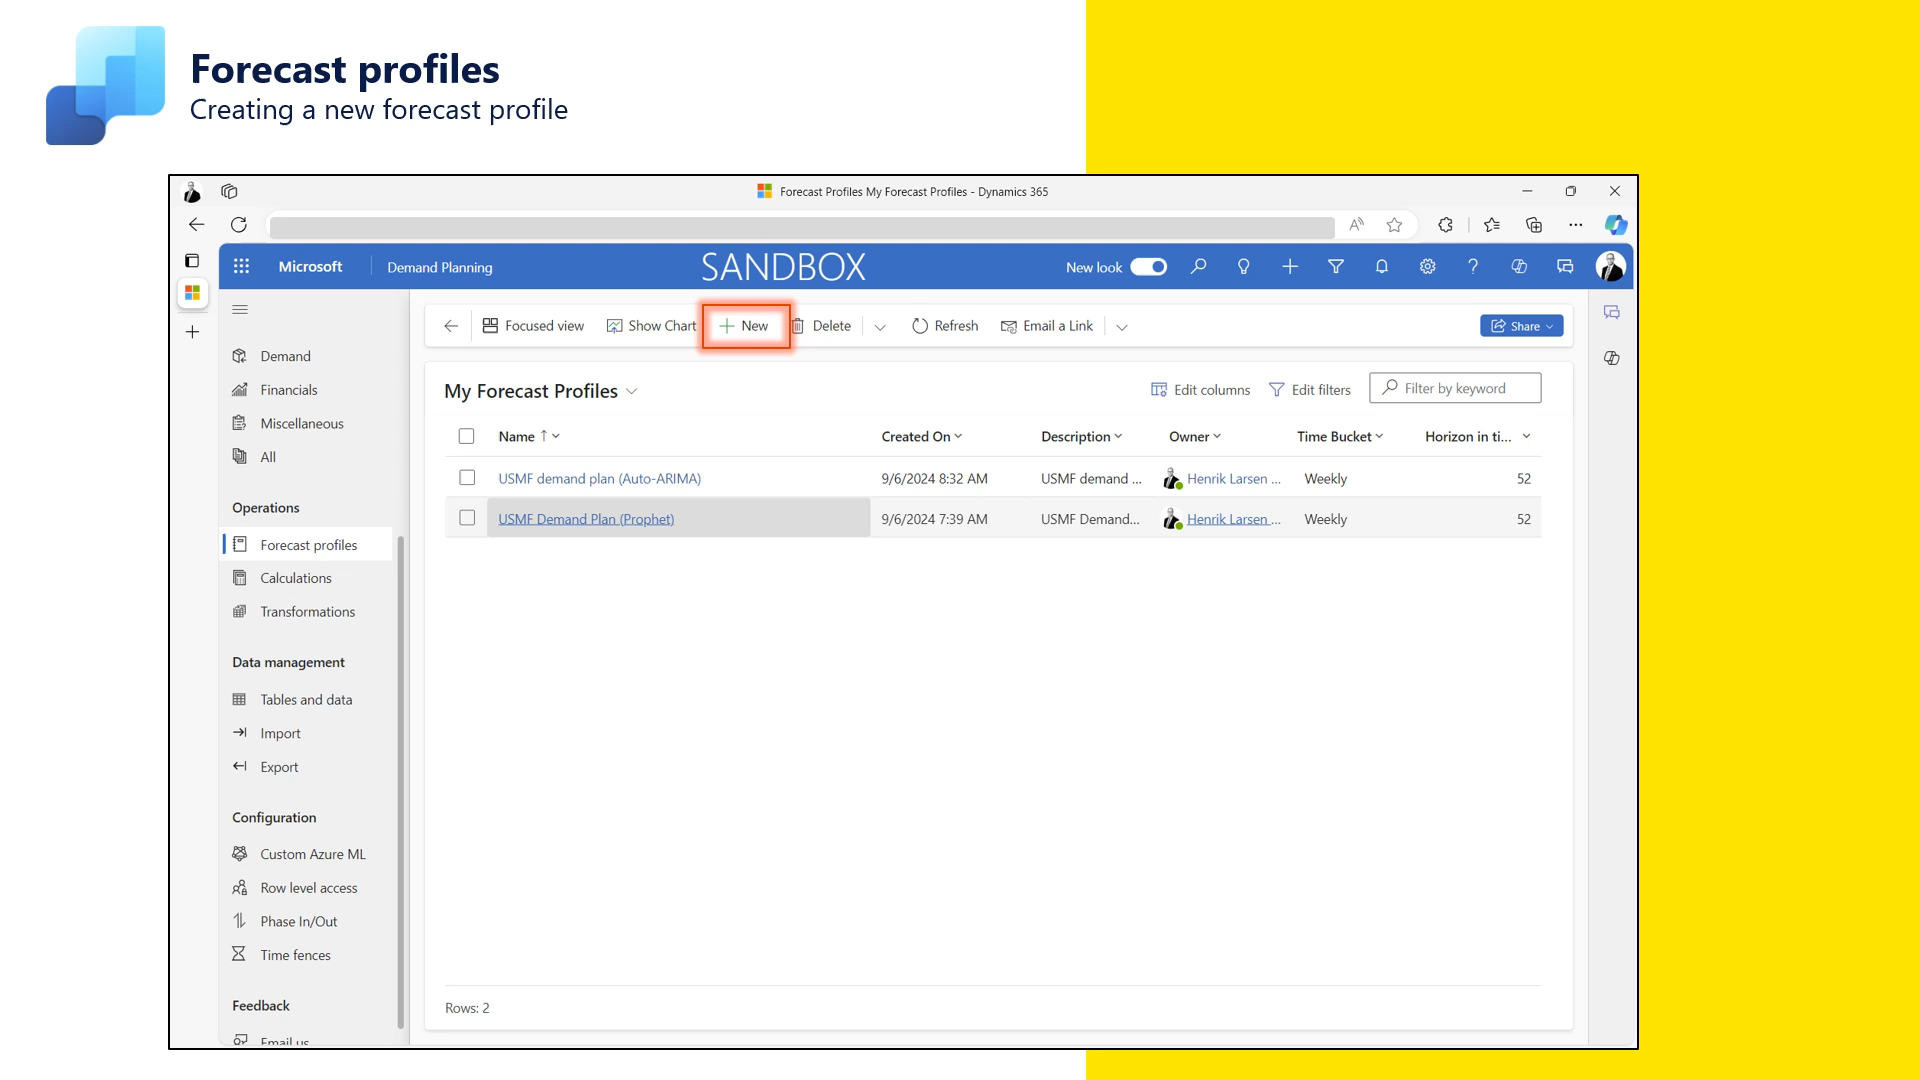 Forecast profiles
Creating a new forecast profile
Forecast Profiles My Forecast Profiles - Dynamics 365
Microsoft
Demand Planning
SANDBOX
New look
Focused view
Show Chart
New
Delete
Refresh
Email a Link
Share
Demand
Financials
Miscellaneous
All
Operations
Forecast profiles
Calculations
Transformations
Data management
Tables and data
Import
Export
Configuration
Custom Azure ML
Row level access
Phase In/Out
Time fences
Feedback
Email us
My Forecast Profiles
Edit columns
Edit filters
Filter by keyword
Name Created On Description Owner Time Bucket Horizon in ti...
USMF demand plan (Auto-ARIMA) 9/6/2024 8:32 AM USMF demand ... Henrik Larsen ... Weekly 52
USMF Demand Plan (Prophet) 9/6/2024 7:39 AM USMF Demand... Henrik Larsen ... Weekly 52
Rows: 2